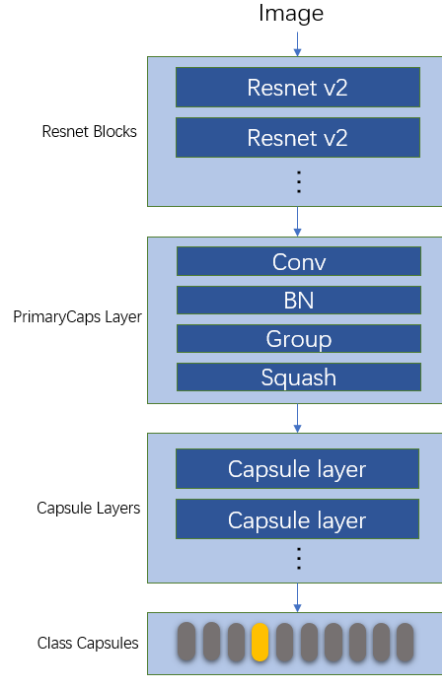 Image
Resnet Blocks
Resnet v2
Resnet v2
⋮
PrimaryCaps Layer
Conv
BN
Group
Squash
Capsule Layers
Capsule layer
Capsule layer
⋮
Class Capsules